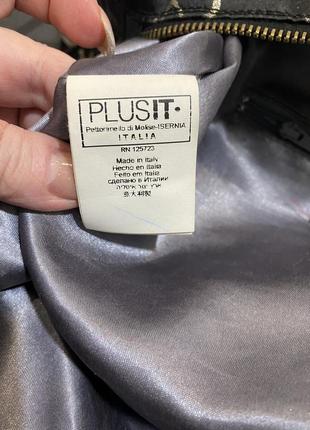 PLUSIT•
Pettoranello di Molise-ISERNIA
ITALIA
RN 125723
Made in Italy
Hecho en Italia
Feito em Italia
сделано в Италии
意大利製